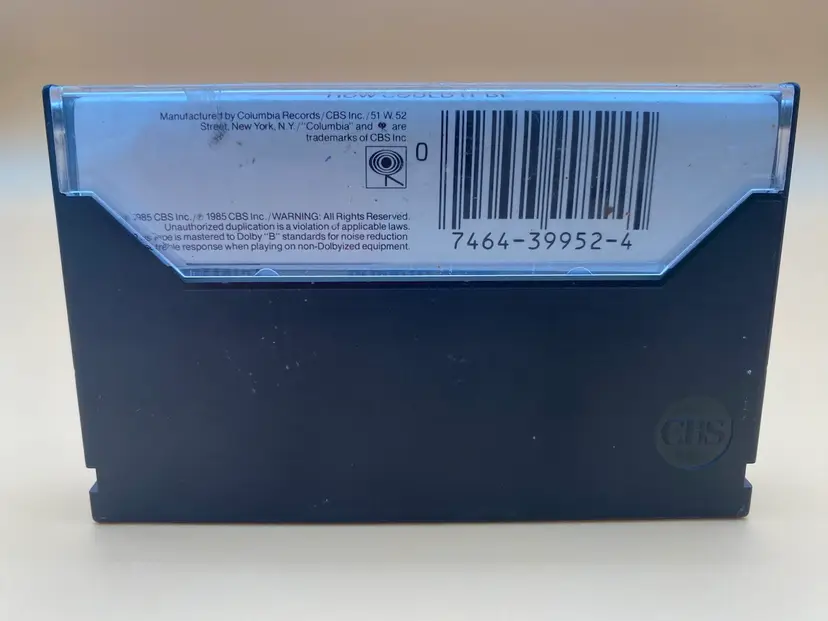 HOW COULD IT BE
Manufactured by Columbia Records/CBS Inc./51 W. 52
Street, New York, N.Y./"Columbia" and are
trademarks of CBS Inc
0
7464-39952-4
1985 CBS Inc./℗ 1985 CBS Inc./WARNING: All Rights Reserved.
Unauthorized duplication is a violation of applicable laws.
is mastered to Dolby "B" standards for noise reduction
response when playing on non-Dolbyized equipment.
CBS